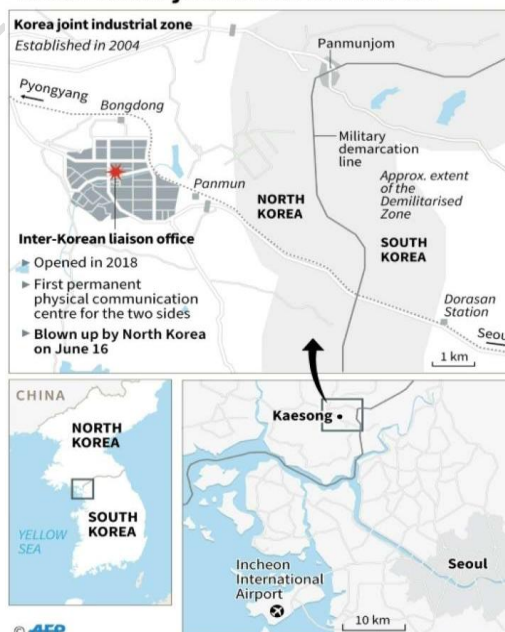 Korea joint industrial zone
Established in 2004
Panmunjom
Pyongyang
Bongdong
Military
demarcation
line
Approx. extent
of the
Demilitarised
Zone
Panmun
NORTH
KOREA
SOUTH
KOREA
Inter-Korean liaison office
Opened in 2018
First permanent
physical communication
centre for the two sides
Blown up by North Korea
on June 16
Dorasan
Station
Seou
1 km
CHINA
NORTH
KOREA
SOUTH
KOREA
YELLOW
SEA
Kaesong
Incheon
International
Airport
Seoul
10 km
© AFP